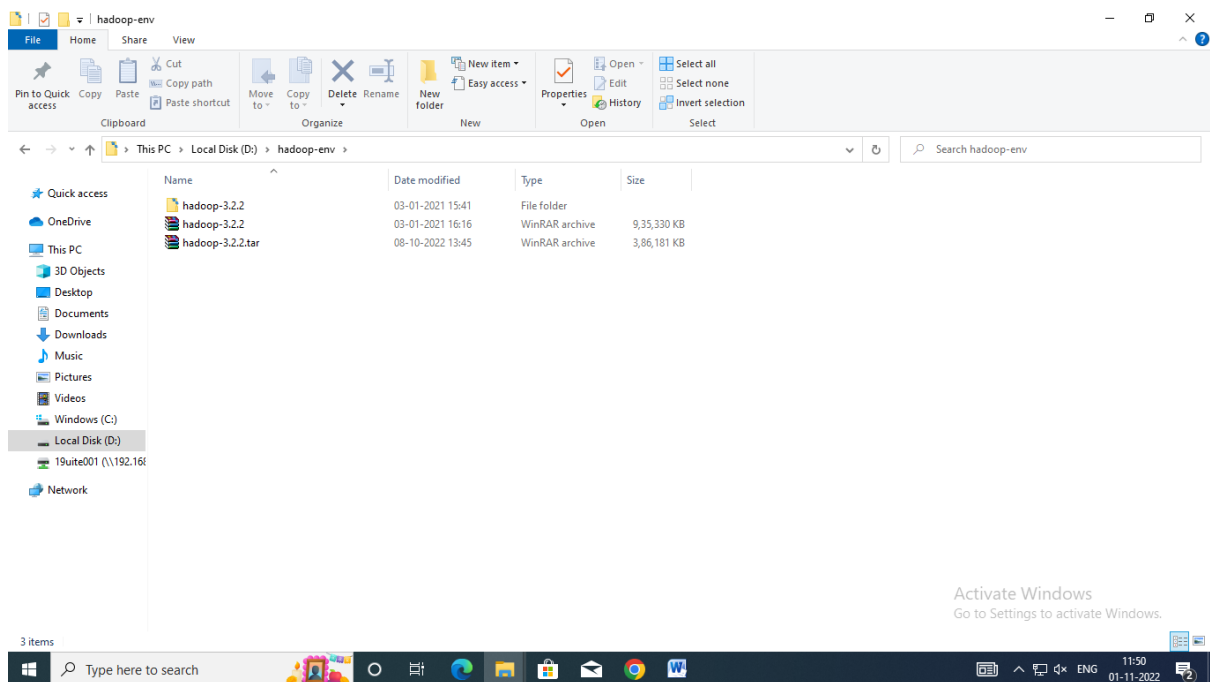 hadoop-env
File Home Share View
Pin to Quick access
Copy
Paste
Cut
Copy path
Paste shortcut
Clipboard
Move to
Copy to
Delete
Rename
Organize
New folder
New item
Easy access
New
Properties
Open
Edit
History
Open
Select all
Select none
Invert selection
Select
This PC > Local Disk (D:) > hadoop-env >
Search hadoop-env
Quick access
OneDrive
This PC
3D Objects
Desktop
Documents
Downloads
Music
Pictures
Videos
Windows (C:)
Local Disk (D:)
19uite001 (\\192.168
Network
Name Date modified Type Size
hadoop-3.2.2 03-01-2021 15:41 File folder
hadoop-3.2.2 03-01-2021 16:16 WinRAR archive 9,35,330 KB
hadoop-3.2.2.tar 08-10-2022 13:45 WinRAR archive 3,86,181 KB
Activate Windows
Go to Settings to activate Windows.
3 items
Type here to search
W
ENG
11:50
01-11-2022
2